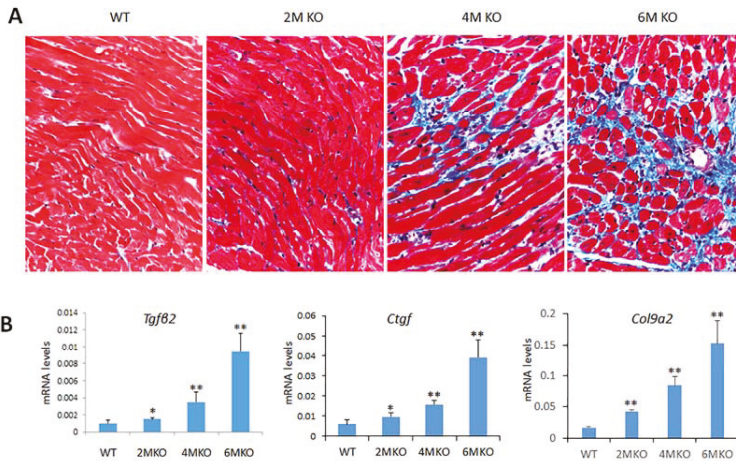 A
WT 2M KO 4M KO 6M KO
B
Tgfβ2
mRNA levels
0.014
0.012
0.01
0.008
0.006
0.004
0.002
0
*
**
**
WT 2MKO 4MKO 6MKO
Ctgf
mRNA levels
0.06
0.05
0.04
0.03
0.02
0.01
0
*
**
**
WT 2MKO 4MKO 6MKO
Col9a2
mRNA levels
0.2
0.15
0.1
0.05
0
**
**
**
WT 2MKO 4MKO 6MKO